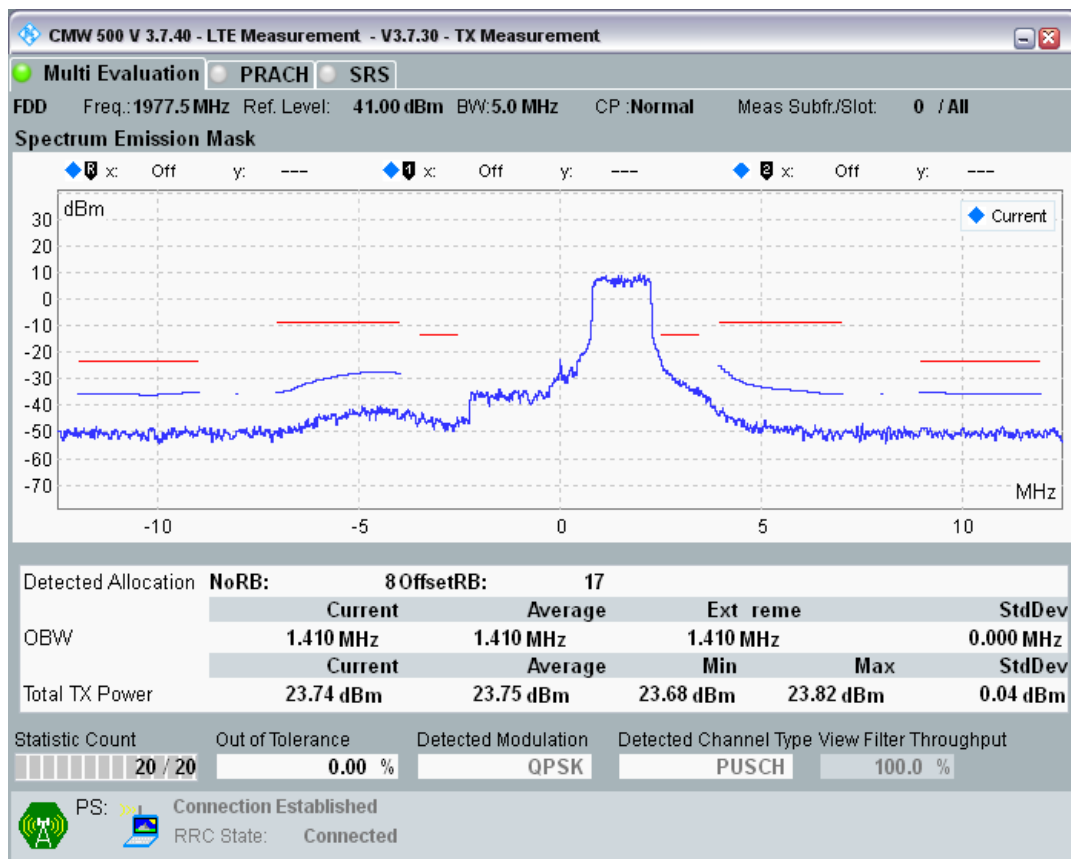 CMW 500 V 3.7.40 - LTE Measurement - V3.7.30 - TX Measurement
Multi Evaluation PRACH SRS
FDD Freq.:1977.5 MHz Ref. Level: 41.00 dBm BW:5.0 MHz CP :Normal Meas Subfr./Slot: 0 / All
Spectrum Emission Mask
R x: Off y: --- 1 x: Off y: --- 2 x: Off y: ---
dBm
Current
30
20
10
0
-10
-20
-30
-40
-50
-60
-70
MHz
-10 -5 0 5 10
Detected Allocation NoRB: 8 OffsetRB: 17
Current Average Ext reme StdDev
OBW 1.410 MHz 1.410 MHz 1.410 MHz 0.000 MHz
Current Average Min Max StdDev
Total TX Power 23.74 dBm 23.75 dBm 23.68 dBm 23.82 dBm 0.04 dBm
Statistic Count Out of Tolerance Detected Modulation Detected Channel Type View Filter Throughput
20 / 20 0.00 % QPSK PUSCH 100.0 %
PS: Connection Established
RRC State: Connected